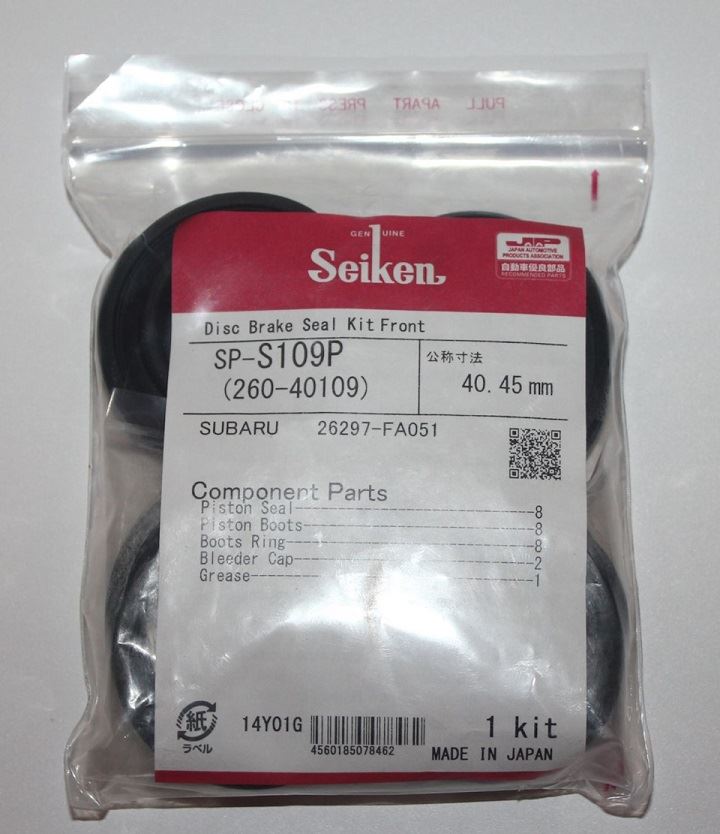 PULL APART PRESS TO CLOSE
GENUINE
Seiken
JAPAN AUTOMOTIVE
PRODUCTS ASSOCIATION
自動車優良部品
RECOMMENDED PARTS
Disc Brake Seal Kit Front
SP-S109P
(260-40109)
公称寸法
40.45 mm
SUBARU 26297-FA051
Component Parts
Piston Seal 8
Piston Boots 8
Boots Ring 8
Bleeder Cap 2
Grease 1
紙
ラベル
14Y01G
4560185078462
1 kit
MADE IN JAPAN